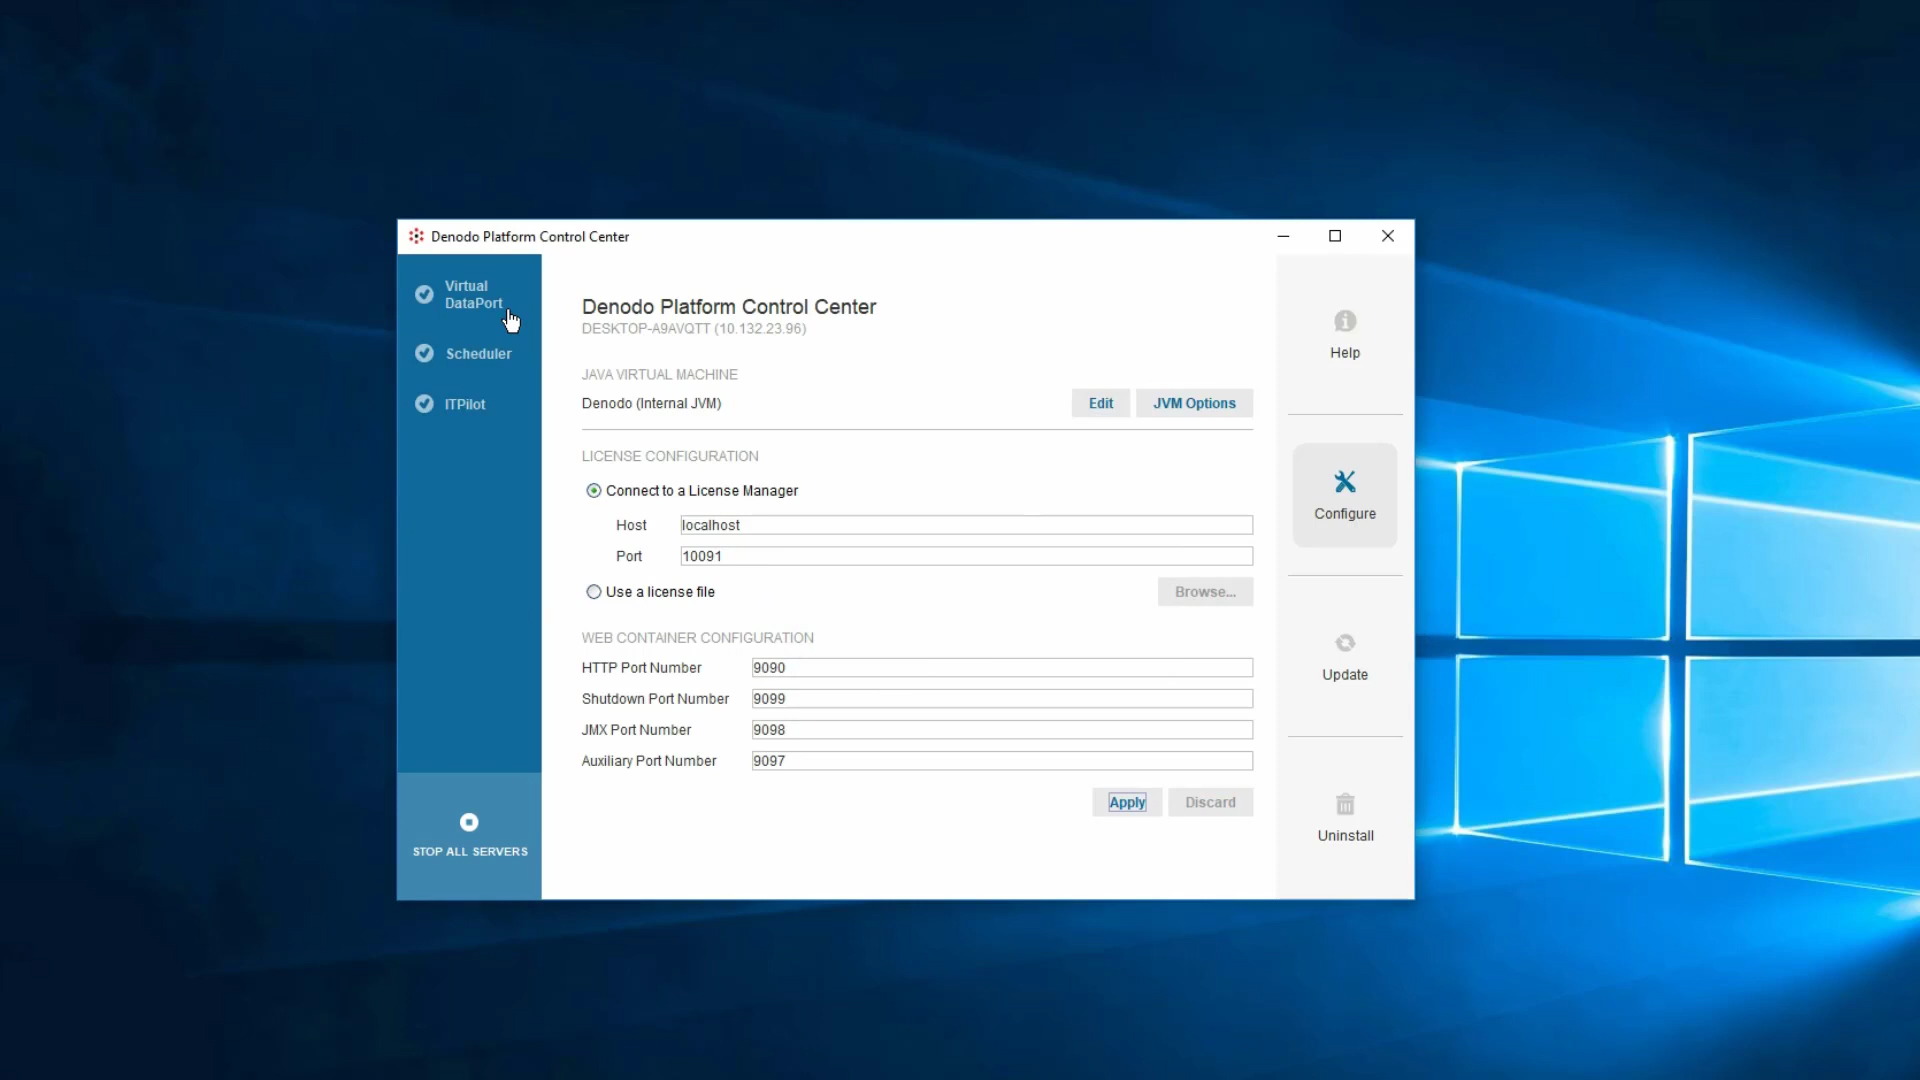 Denodo Platform Control Center
Virtual
DataPort
Scheduler
ITPilot
STOP ALL SERVERS
Denodo Platform Control Center
DESKTOP-A9AVQTT (10.132.23.96)
JAVA VIRTUAL MACHINE
Denodo (Internal JVM)
Edit
JVM Options
LICENSE CONFIGURATION
Connect to a License Manager
Host localhost
Port 10091
Use a license file
Browse...
WEB CONTAINER CONFIGURATION
HTTP Port Number 9090
Shutdown Port Number 9099
JMX Port Number 9098
Auxiliary Port Number 9097
Apply
Discard
Help
Configure
Update
Uninstall